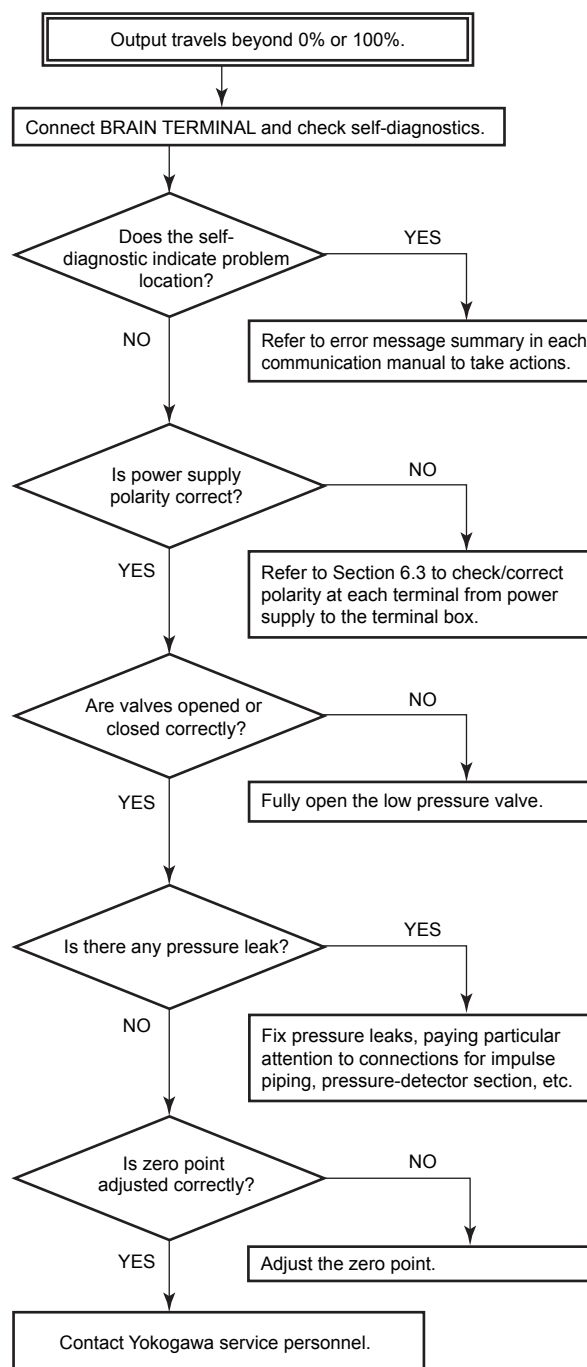 Output travels beyond 0% or 100%.
Connect BRAIN TERMINAL and check self-diagnostics.
Does the self-
diagnostic indicate problem
location?
YES
NO
Refer to error message summary in each
communication manual to take actions.
Is power supply
polarity correct?
NO
YES
Refer to Section 6.3 to check/correct
polarity at each terminal from power
supply to the terminal box.
Are valves opened or
closed correctly?
NO
YES
Fully open the low pressure valve.
Is there any pressure leak?
YES
NO
Fix pressure leaks, paying particular
attention to connections for impulse
piping, pressure-detector section, etc.
Is zero point
adjusted correctly?
NO
YES
Adjust the zero point.
Contact Yokogawa service personnel.